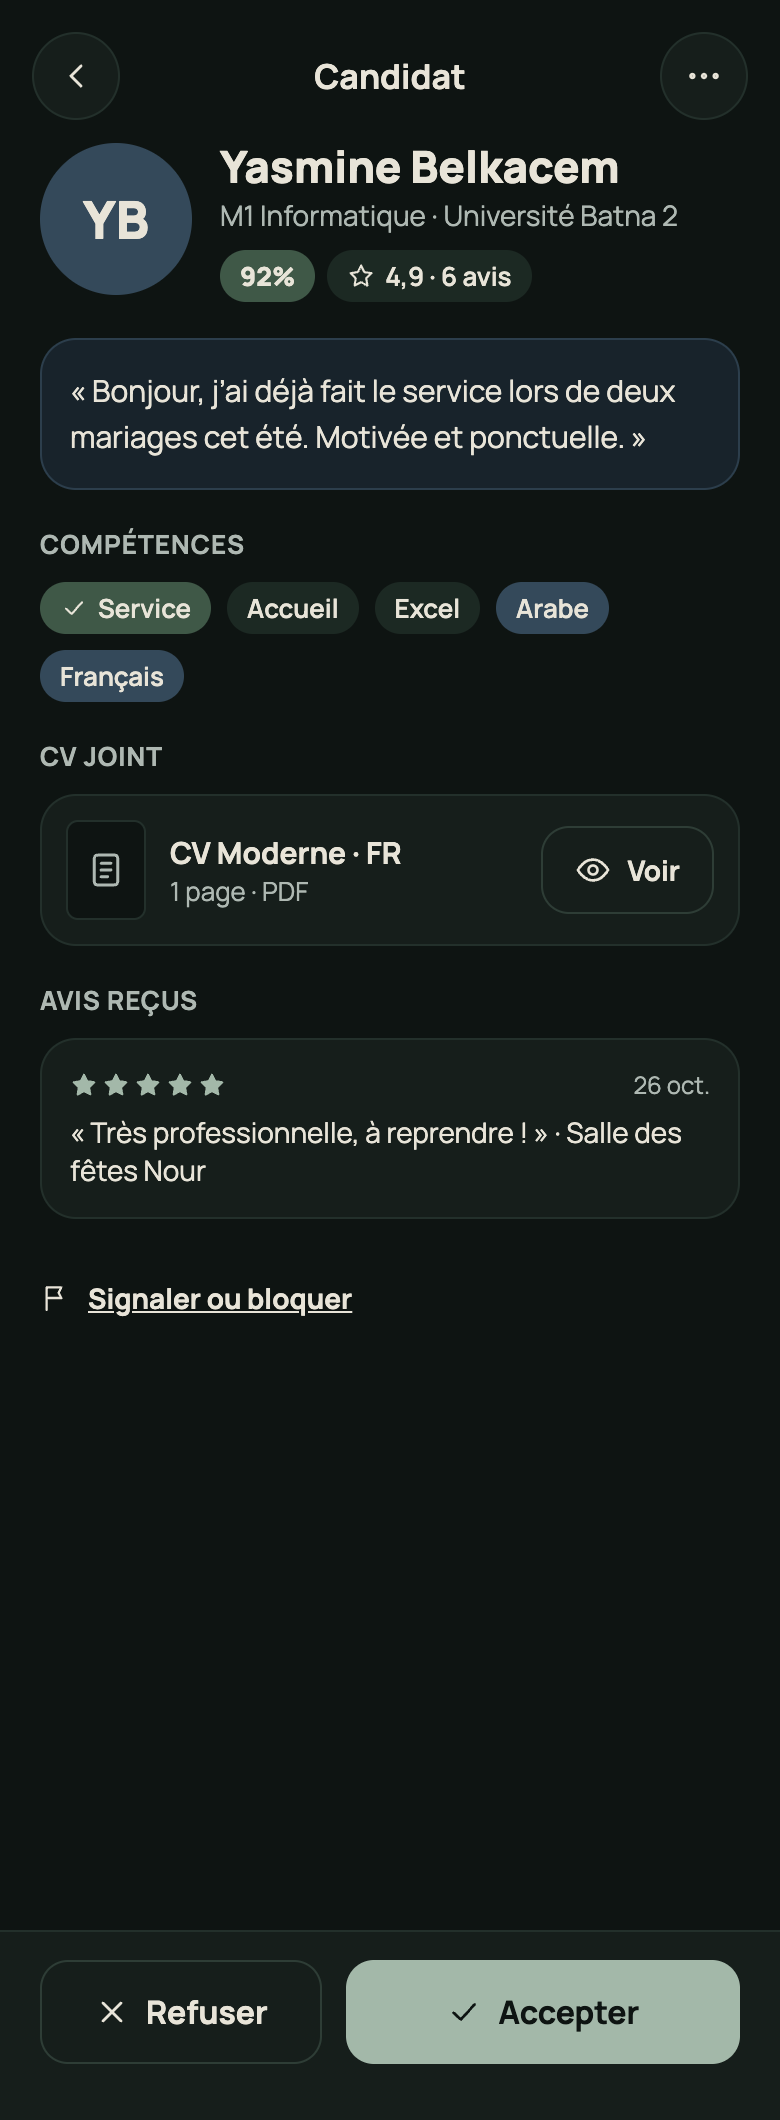 Candidat
YB
Yasmine Belkacem
M1 Informatique · Université Batna 2
92%
4,9 · 6 avis
« Bonjour, j’ai déjà fait le service lors de deux
mariages cet été. Motivée et ponctuelle. »
COMPÉTENCES
Service
Accueil
Excel
Arabe
Français
CV JOINT
CV Moderne · FR
1 page · PDF
Voir
AVIS REÇUS
26 oct.
« Très professionnelle, à reprendre ! » · Salle des
fêtes Nour
Signaler ou bloquer
Refuser
Accepter